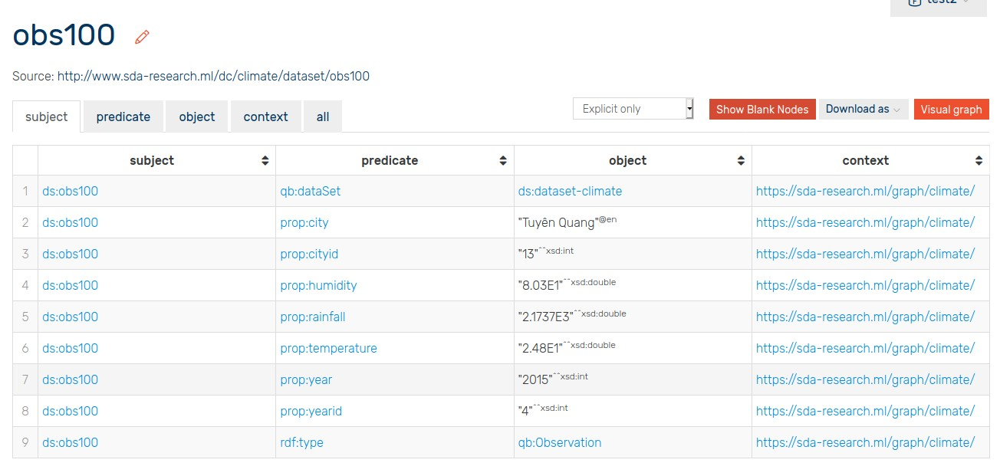 test2
obs100
Source: http://www.sda-research.ml/dc/climate/dataset/obs100
subject predicate object context all Explicit only Show Blank Nodes Download as Visual graph
subject predicate object context
1 ds:obs100 qb:dataSet ds:dataset-climate https://sda-research.ml/graph/climate/
2 ds:obs100 prop:city "Tuyên Quang"@en https://sda-research.ml/graph/climate/
3 ds:obs100 prop:cityid "13"^^xsd:int https://sda-research.ml/graph/climate/
4 ds:obs100 prop:humidity "8.03E1"^^xsd:double https://sda-research.ml/graph/climate/
5 ds:obs100 prop:rainfall "2.1737E3"^^xsd:double https://sda-research.ml/graph/climate/
6 ds:obs100 prop:temperature "2.48E1"^^xsd:double https://sda-research.ml/graph/climate/
7 ds:obs100 prop:year "2015"^^xsd:int https://sda-research.ml/graph/climate/
8 ds:obs100 prop:yearid "4"^^xsd:int https://sda-research.ml/graph/climate/
9 ds:obs100 rdf:type qb:Observation https://sda-research.ml/graph/climate/